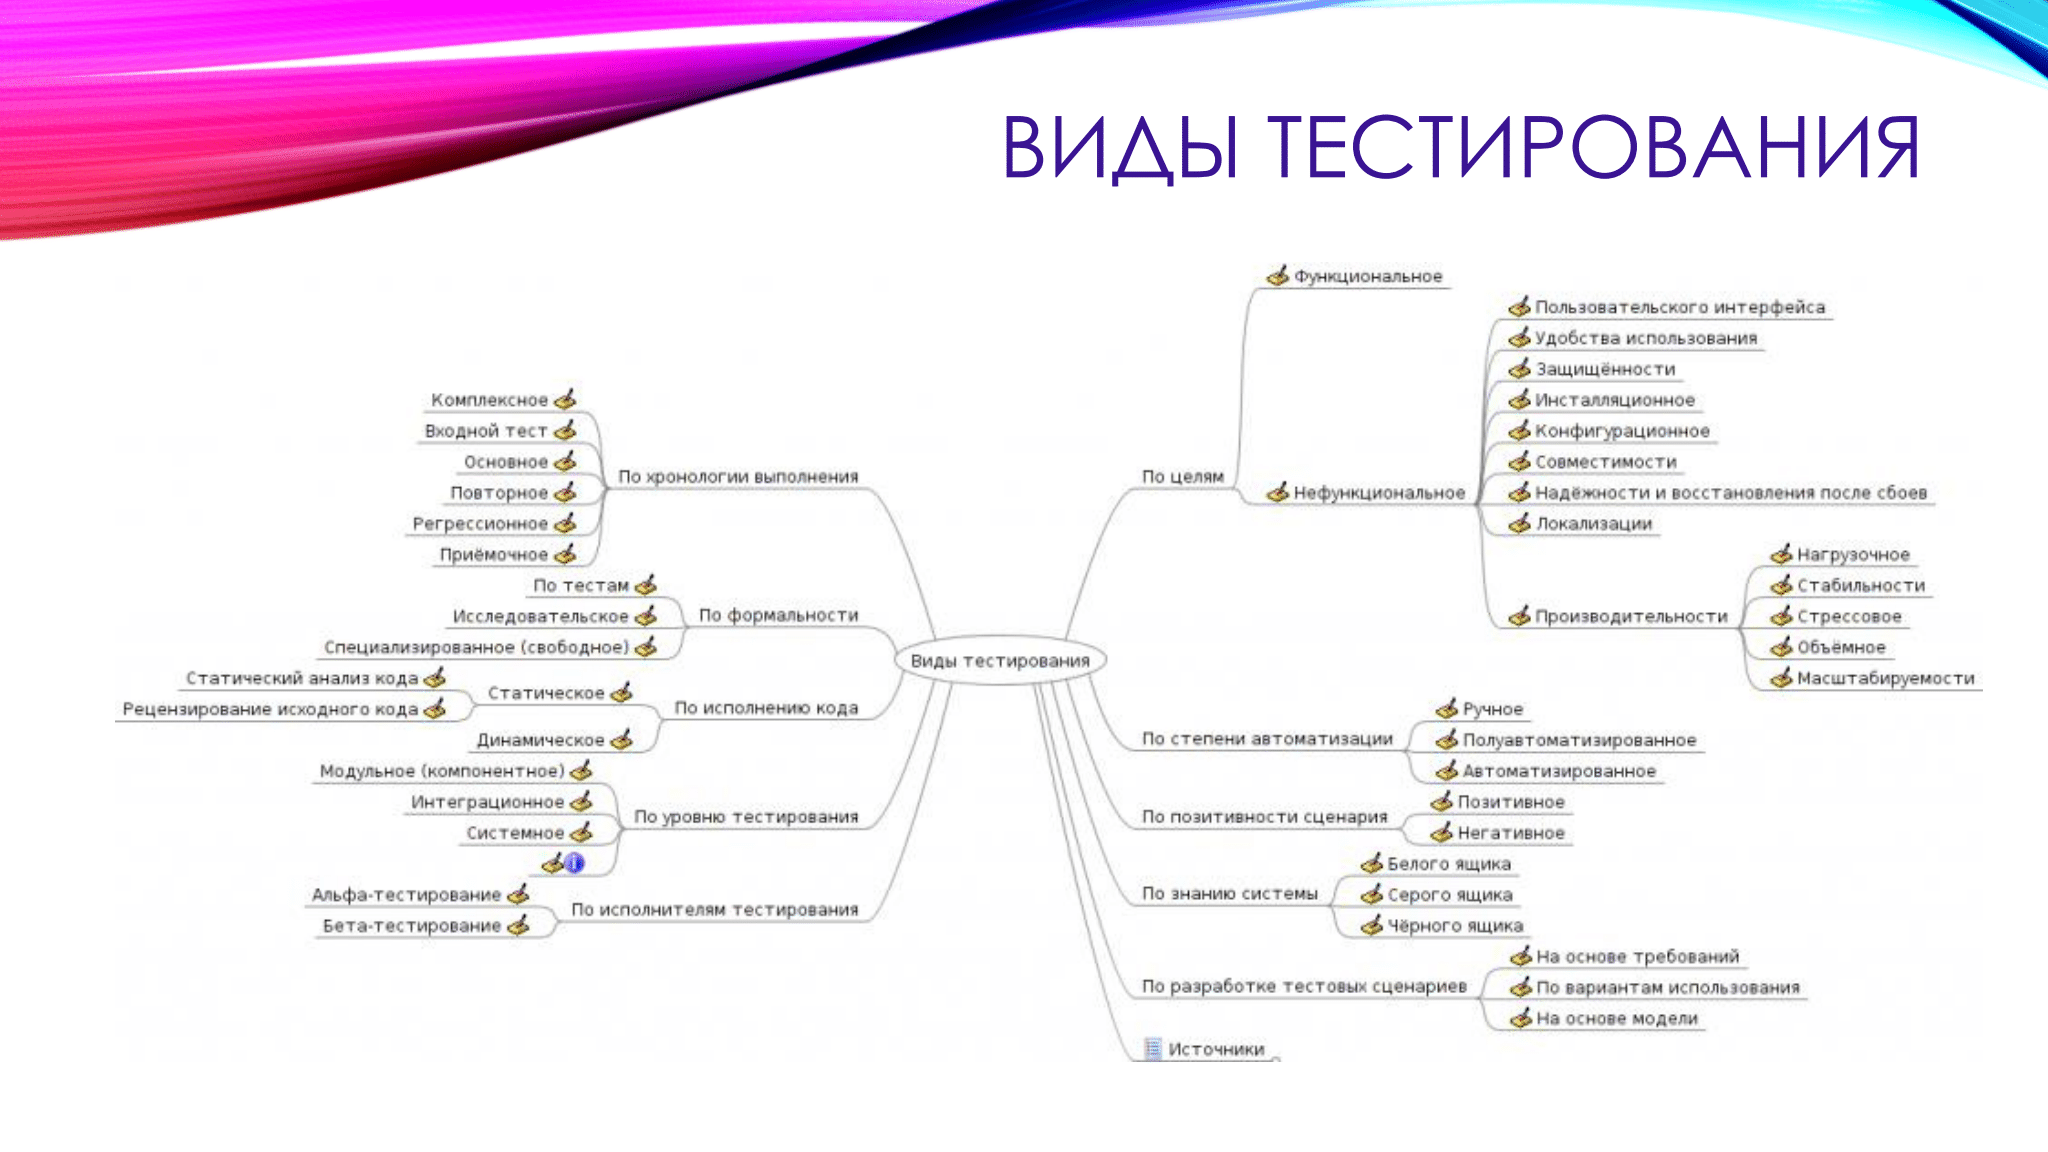 ВИДЫ ТЕСТИРОВАНИЯ
Виды тестирования
По хронологии выполнения
Комплексное
Входной тест
Основное
Повторное
Регрессионное
Приёмочное
По формальности
По тестам
Исследовательское
Специализированное (свободное)
По исполнению кода
Статическое
Статический анализ кода
Рецензирование исходного кода
Динамическое
По уровню тестирования
Модульное (компонентное)
Интеграционное
Системное
По исполнителям тестирования
Альфа-тестирование
Бета-тестирование
По целям
Функциональное
Нефункциональное
Пользовательского интерфейса
Удобства использования
Защищённости
Инсталляционное
Конфигурационное
Совместимости
Надёжности и восстановления после сбоев
Локализации
Производительности
Нагрузочное
Стабильности
Стрессовое
Объёмное
Масштабируемости
По степени автоматизации
Ручное
Полуавтоматизированное
Автоматизированное
По позитивности сценария
Позитивное
Негативное
По знанию системы
Белого ящика
Серого ящика
Чёрного ящика
По разработке тестовых сценариев
На основе требований
По вариантам использования
На основе модели
Источники